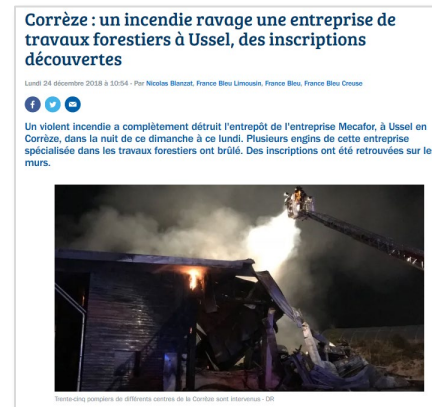 Corrèze : un incendie ravage une entreprise de
travaux forestiers à Ussel, des inscriptions
découvertes
Lundi 24 décembre 2018 à 10:54 - Par Nicolas Blanzat, France Bleu Limousin, France Bleu, France Bleu Creuse
Un violent incendie a complètement détruit l'entrepôt de l'entreprise Mecafor, à Ussel en
Corrèze, dans la nuit de ce dimanche à ce lundi. Plusieurs engins de cette entreprise
spécialisée dans les travaux forestiers ont brûlé. Des inscriptions ont été retrouvées sur le
murs.
Trente-cinq pompiers de différents centres de la Corrèze sont intervenus - DR